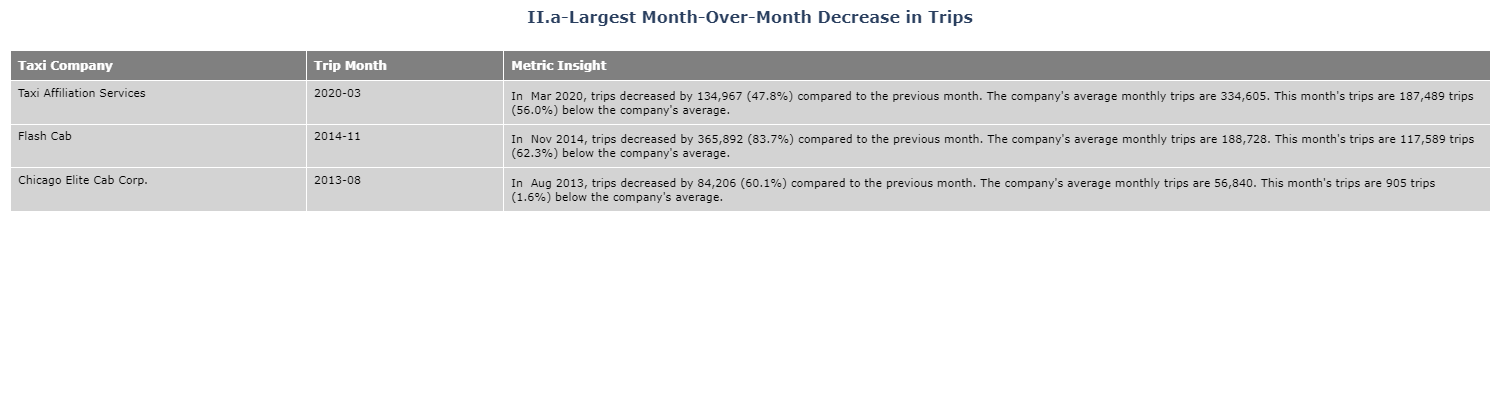 II.a-Largest Month-Over-Month Decrease in Trips
Taxi Company Trip Month Metric Insight
Taxi Affiliation Services 2020-03 In  Mar 2020, trips decreased by 134,967 (47.8%) compared to the previous month. The company's average monthly trips are 334,605. This month's trips are 187,489 trips
(56.0%) below the company's average.
Flash Cab 2014-11 In  Nov 2014, trips decreased by 365,892 (83.7%) compared to the previous month. The company's average monthly trips are 188,728. This month's trips are 117,589 trips
(62.3%) below the company's average.
Chicago Elite Cab Corp. 2013-08 In  Aug 2013, trips decreased by 84,206 (60.1%) compared to the previous month. The company's average monthly trips are 56,840. This month's trips are 905 trips
(1.6%) below the company's average.